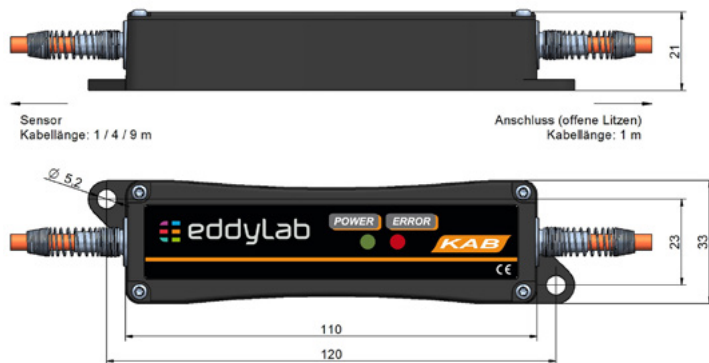 21
Sensor
Kabellänge: 1 / 4 / 9 m
Anschluss (offene Litzen)
Kabellänge: 1 m
Ø 5,2
eddylab
POWER
ERROR
KAB
CE
23
33
110
120